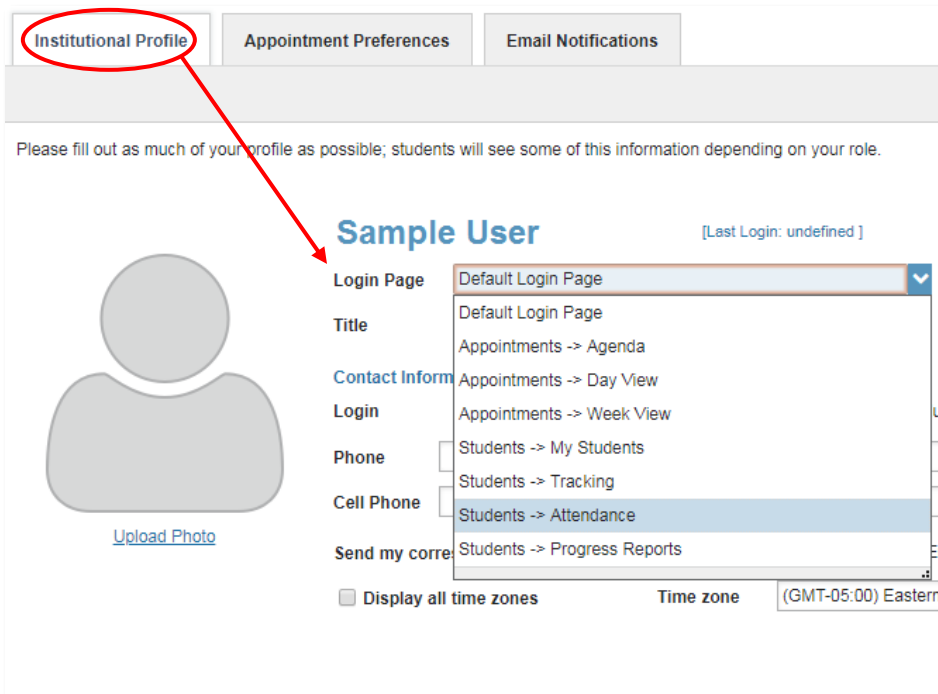 Institutional Profile Appointment Preferences Email Notifications
Please fill out as much of your profile as possible; students will see some of this information depending on your role.
Sample User [Last Login: undefined ]
Login Page Default Login Page
Default Login Page
Title
Appointments -> Agenda
Contact Inform
Appointments -> Day View
Login
Appointments -> Week View
Students -> My Students
Phone
Students -> Tracking
Cell Phone
Students -> Attendance
Upload Photo
Send my corre
Students -> Progress Reports
Display all time zones Time zone (GMT-05:00) Eastern